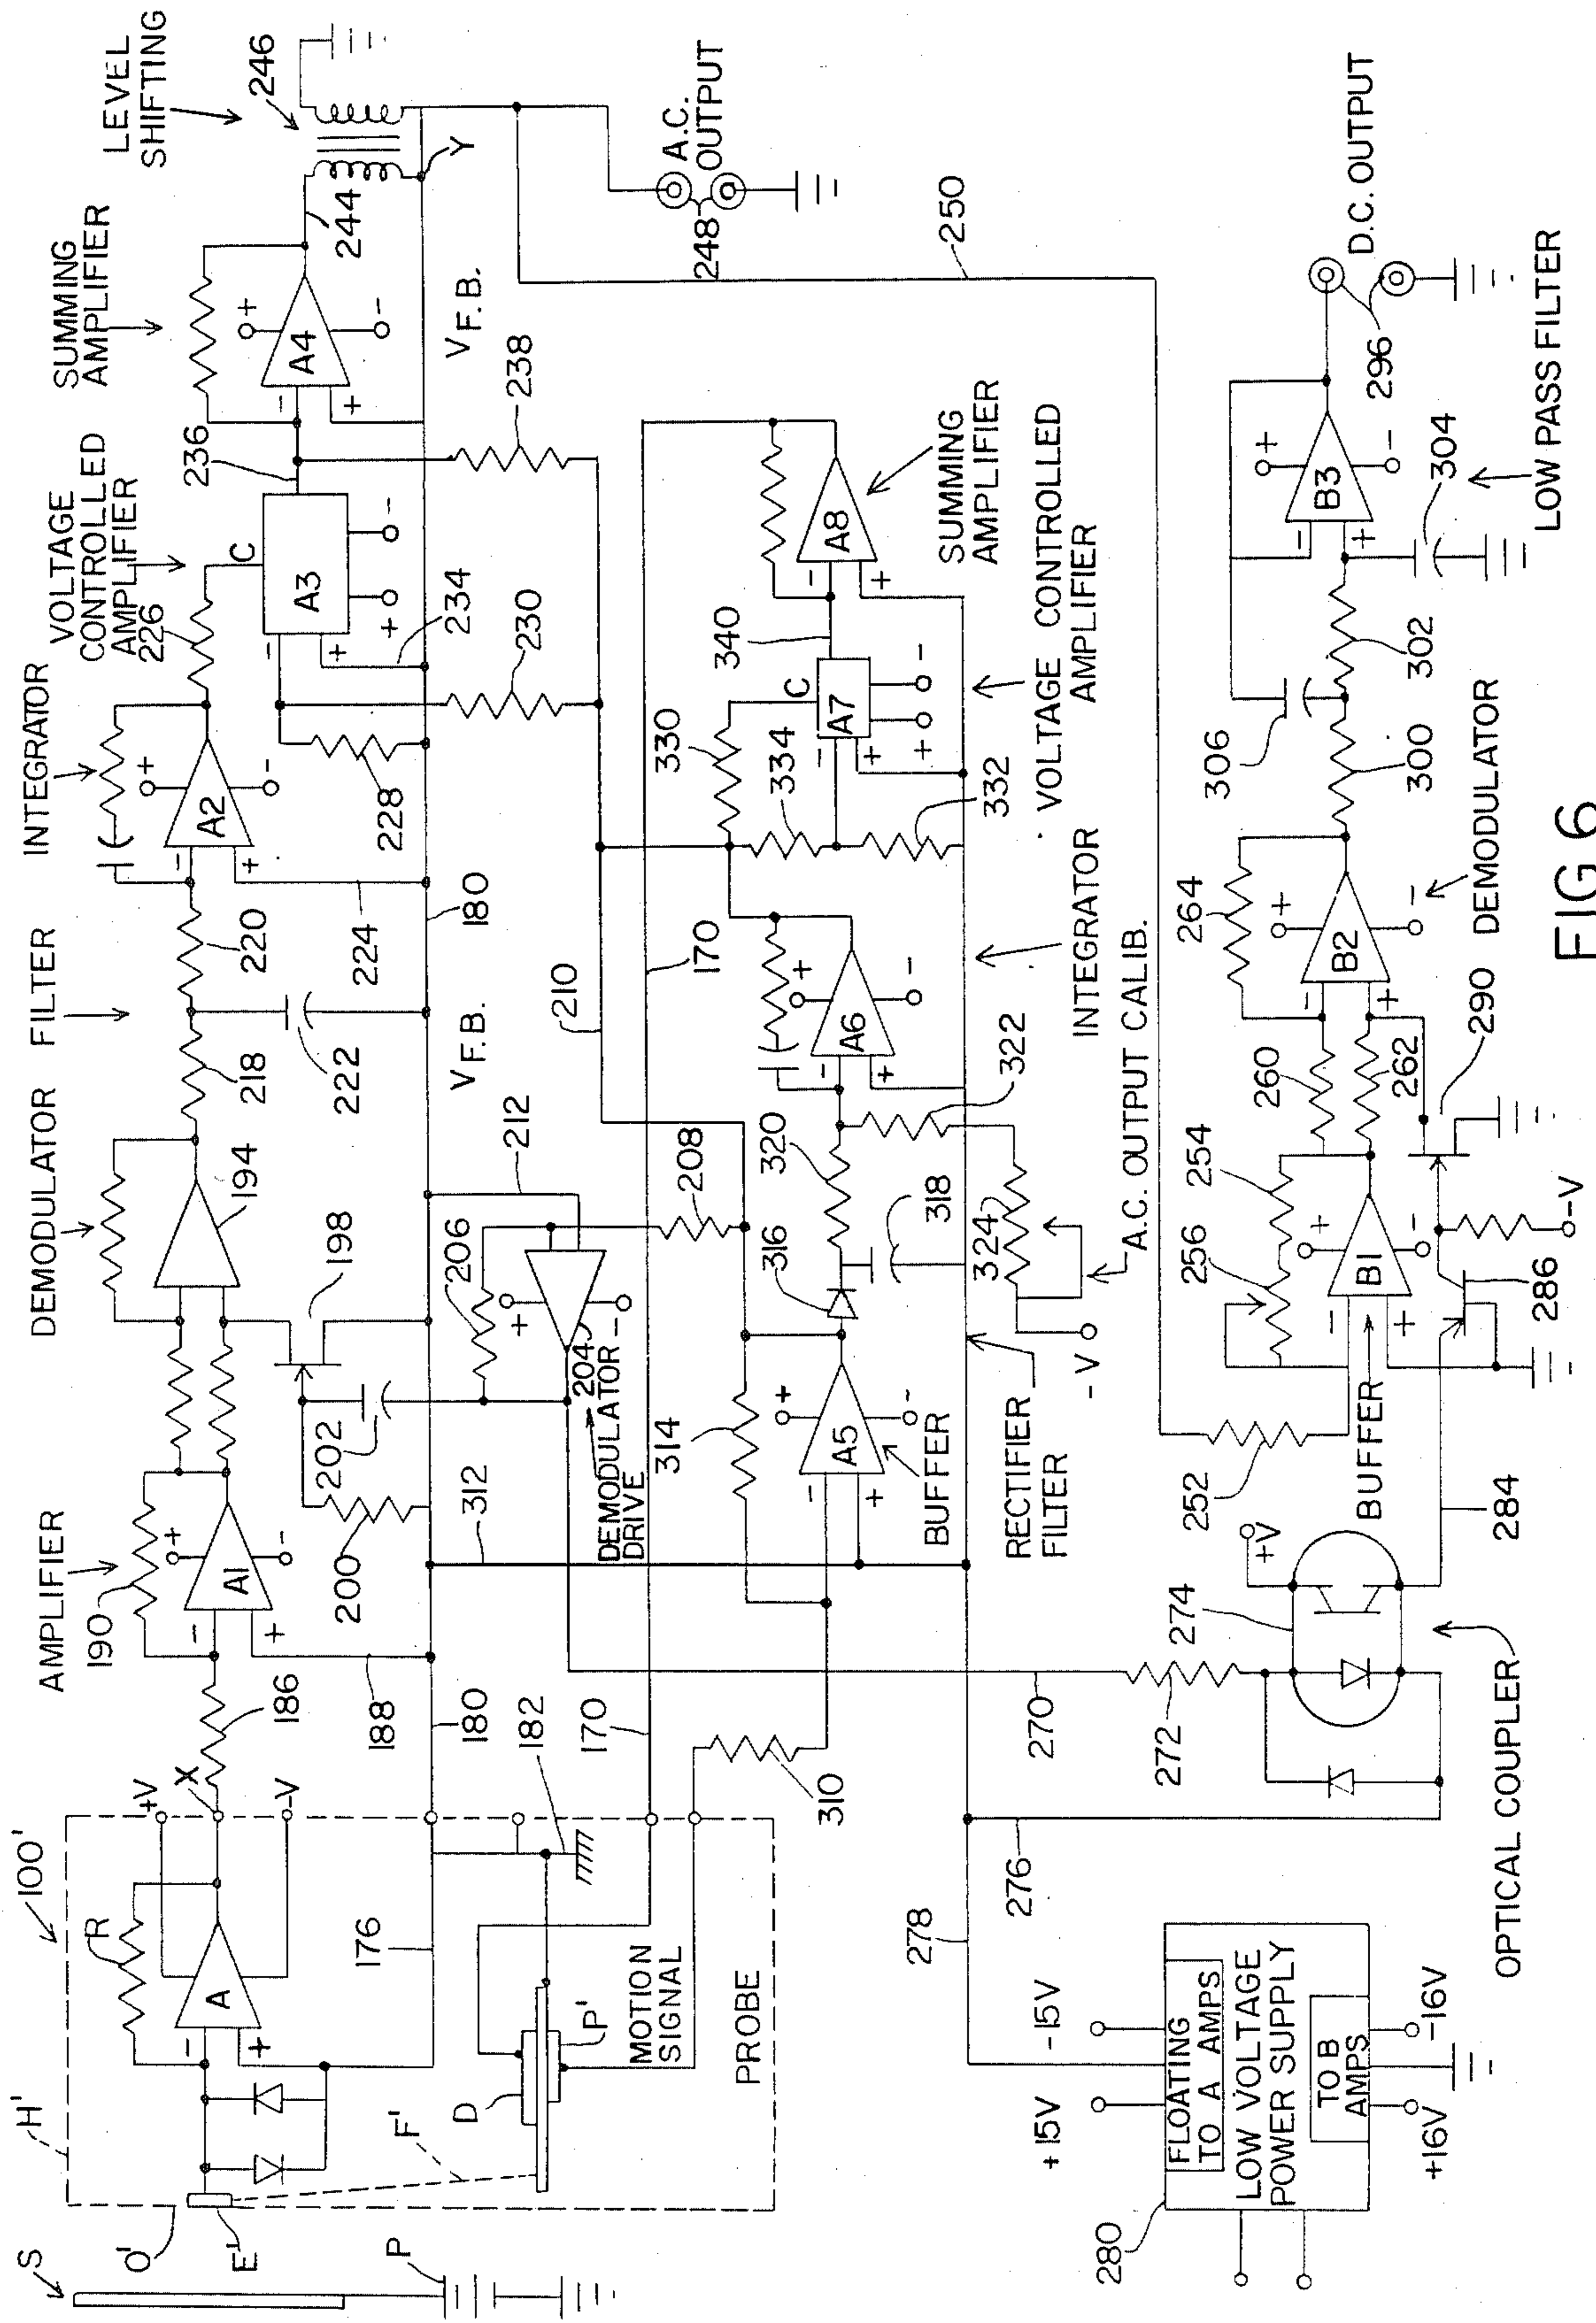 LEVEL
SHIFTING
246
SUMMING
AMPLIFIER
244
Y
A4
+
-
-
+
V F.B.
238
236
VOLTAGE
CONTROLLED
AMPLIFIER
226
C
A3
-
+
+
-
234
230
228
INTEGRATOR
A2
+
-
-
+
224
180
FILTER
220
218
222
V F.B.
DEMODULATOR
194
198
202
200
AMPLIFIER
190
A1
+
-
-
+
186
188
180
X
+V
-V
100'
R
A
-
+
176
182
H'
O'
E'
S
P
F'
D
P'
MOTION
SIGNAL
PROBE
A.C.
OUTPUT
248
250
212
206
208
204
+
-
DEMODULATOR
DRIVE
210
170
170
312
314
310
A5
+
-
-
+
BUFFER
316
318
320
322
324
-V
RECTIFIER
FILTER
A.C. OUTPUT CALIB.
A6
+
-
-
+
INTEGRATOR
330
334
332
A7
C
-
+
+
-
VOLTAGE CONTROLLED
AMPLIFIER
340
A8
-
+
SUMMING
AMPLIFIER
270
272
274
276
278
OPTICAL COUPLER
+V
284
280
+15V
-15V
FLOATING
TO A AMPS
LOW VOLTAGE
POWER SUPPLY
TO B
AMPS
+16V
-16V
252
254
256
B1
+
-
-
+
BUFFER
286
-V
290
260
262
264
B2
+
-
-
+
DEMODULATOR
300
302
304
306
B3
+
-
-
+
LOW PASS FILTER
296
D.C. OUTPUT
FIG 6